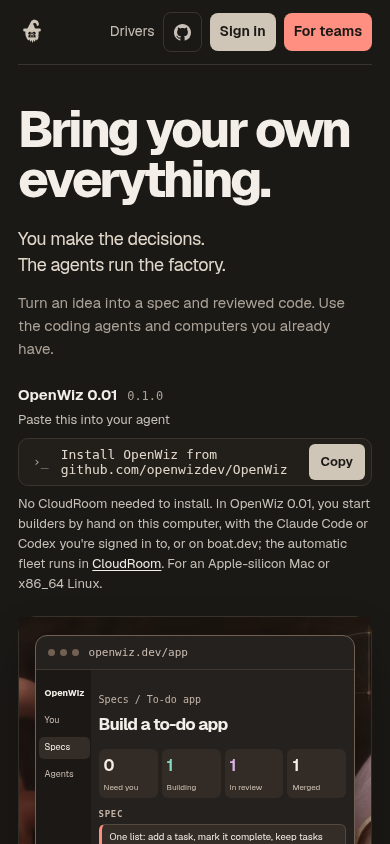 Drivers
Sign in
For teams
Bring your own
everything.
You make the decisions.
The agents run the factory.
Turn an idea into a spec and reviewed code. Use
the coding agents and computers you already
have.
OpenWiz 0.01 0.1.0
Paste this into your agent
›_ Install OpenWiz from
github.com/openwizdev/OpenWiz
Copy
No CloudRoom needed to install. In OpenWiz 0.01, you start
builders by hand on this computer, with the Claude Code or
Codex you're signed in to, or on boat.dev; the automatic
fleet runs in CloudRoom. For an Apple-silicon Mac or
x86_64 Linux.
openwiz.dev/app
OpenWiz
You
Specs
Agents
Specs / To-do app
Build a to-do app
0
Need you
1
Building
1
In review
1
Merged
SPEC
One list: add a task, mark it complete, keep tasks